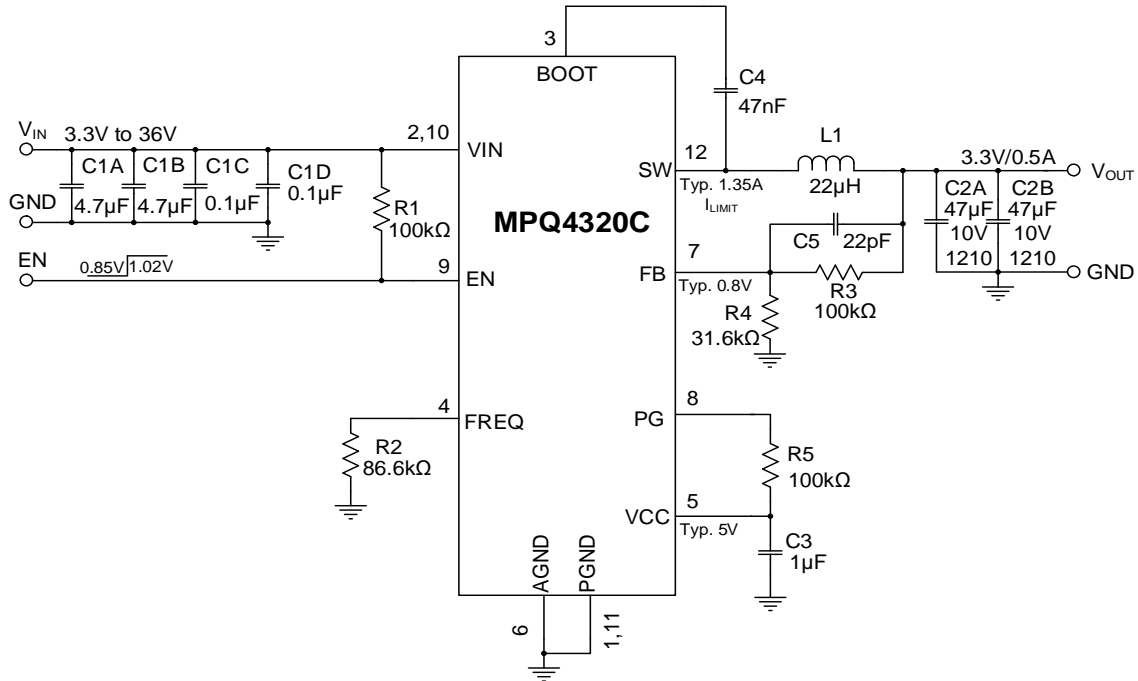 3
BOOT
C4
47nF
V_IN 3.3V to 36V
2,10
VIN
C1A
4.7µF
C1B
4.7µF
C1C
0.1µF
C1D
0.1µF
GND
R1
100kΩ
EN
0.85V 1.02V
9
EN
MPQ4320C
SW
12
Typ. 1.35A
I_LIMIT
L1
22µH
3.3V/0.5A
V_OUT
C2A
47µF
10V
1210
C2B
47µF
10V
1210
GND
C5
22pF
7
FB
Typ. 0.8V
R3
100kΩ
R4
31.6kΩ
4
FREQ
R2
86.6kΩ
8
PG
R5
100kΩ
5
VCC
Typ. 5V
C3
1µF
AGND
PGND
6
1,11